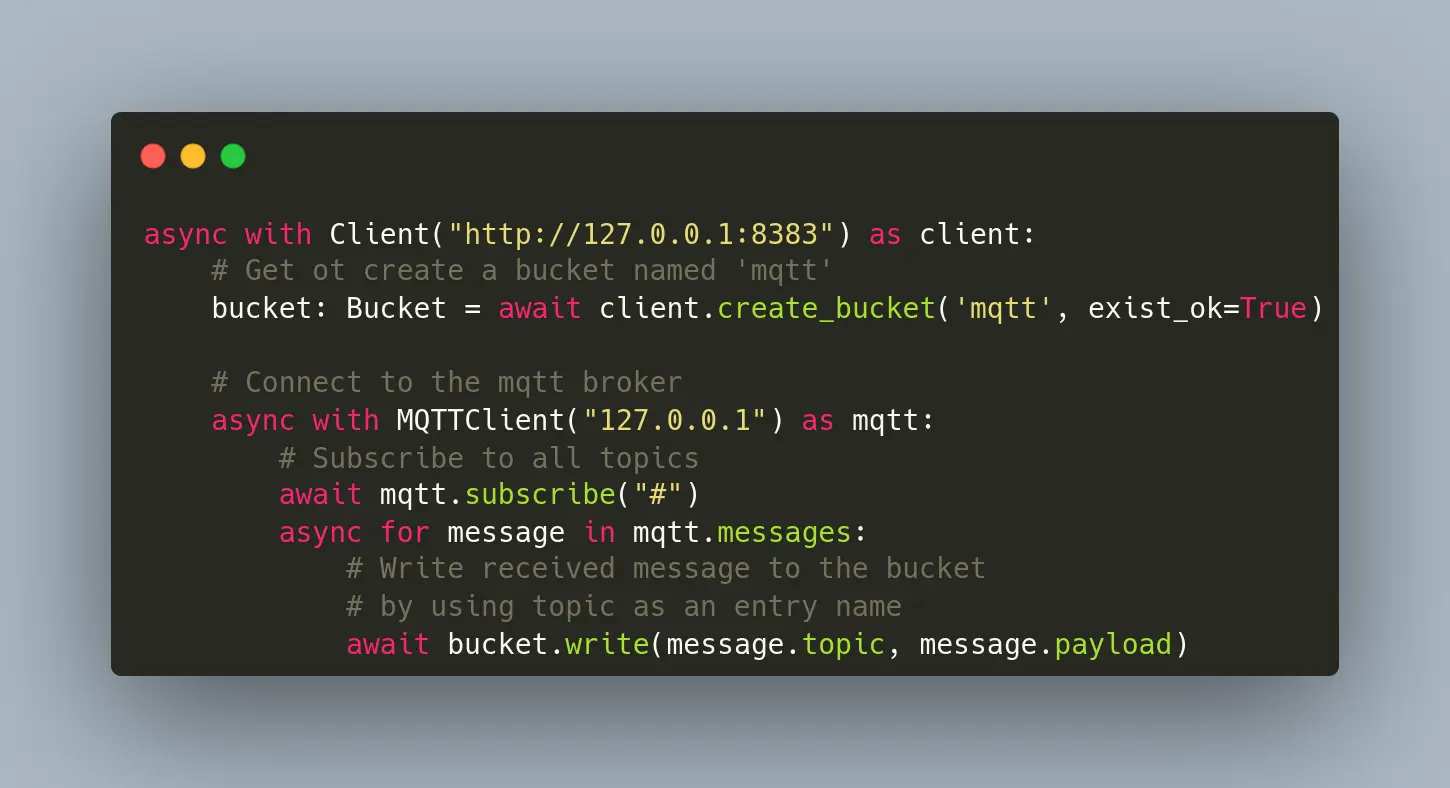 async with Client("http://127.0.0.1:8383") as client:
    # Get ot create a bucket named 'mqtt'
    bucket: Bucket = await client.create_bucket('mqtt', exist_ok=True)

    # Connect to the mqtt broker
    async with MQTTClient("127.0.0.1") as mqtt:
        # Subscribe to all topics
        await mqtt.subscribe("#")
        async for message in mqtt.messages:
            # Write received message to the bucket
            # by using topic as an entry name
            await bucket.write(message.topic, message.payload)